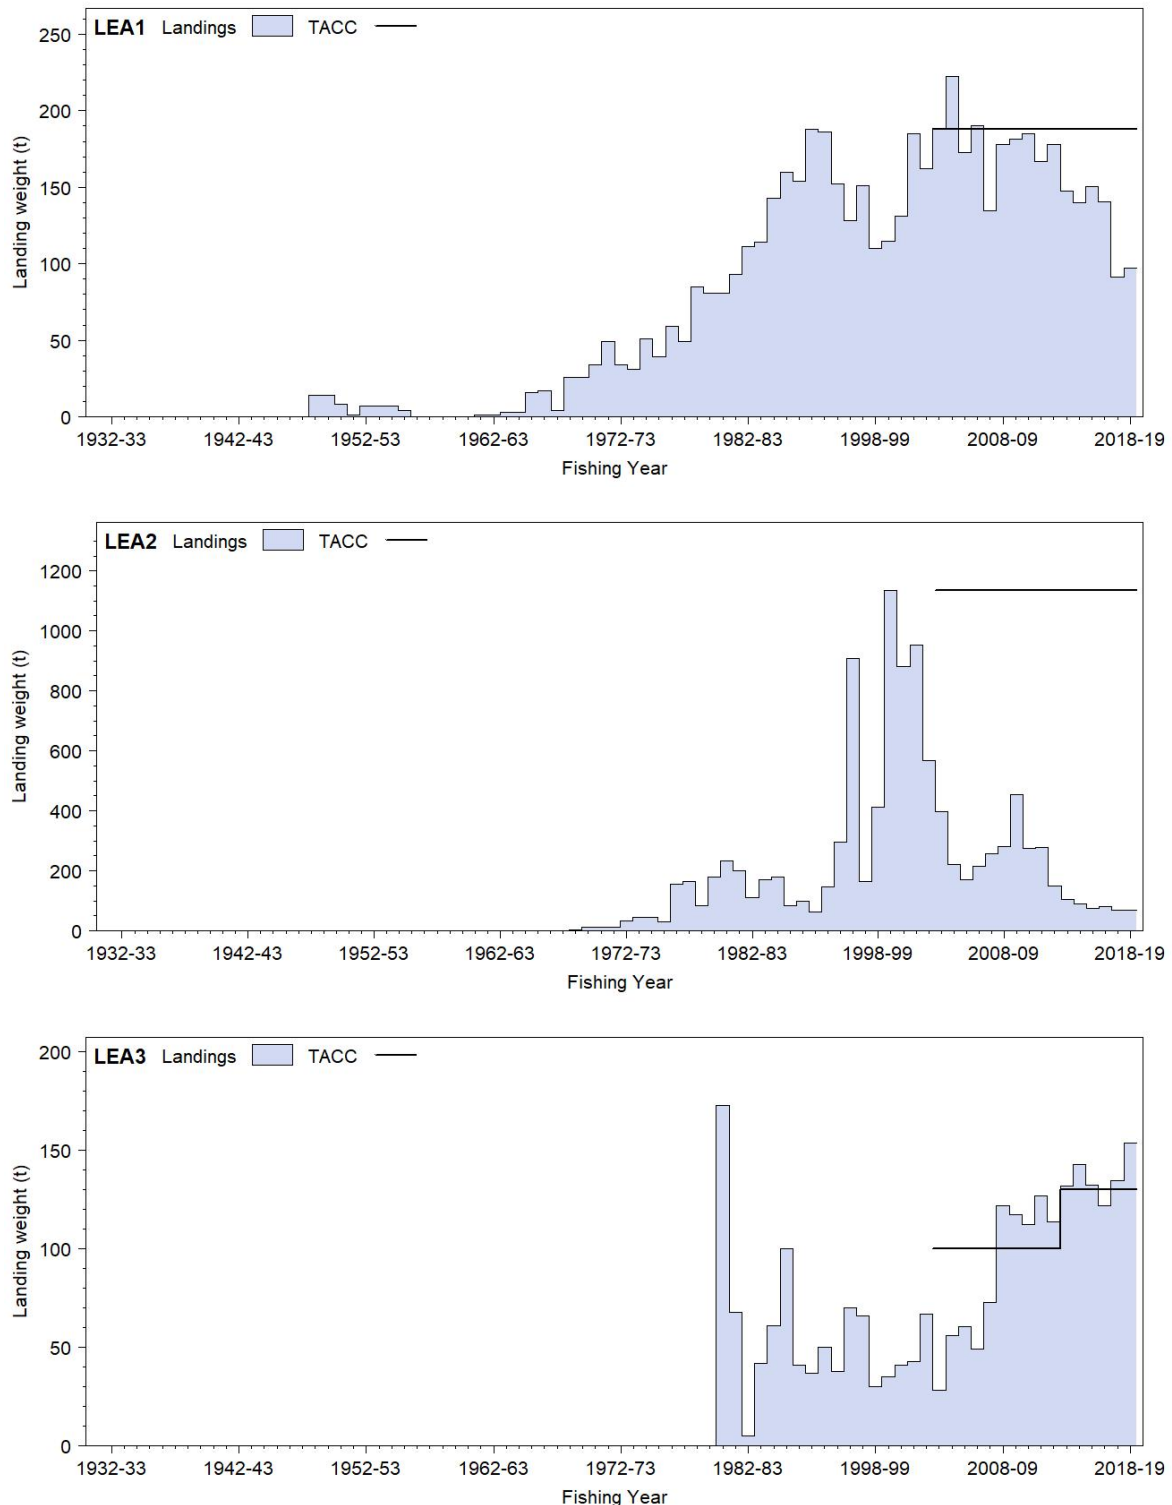 LEA1 Landings TACC
250
200
150
100
50
0
Landing weight (t)
1932-33 1942-43 1952-53 1962-63 1972-73 1982-83 1998-99 2008-09 2018-19
Fishing Year
LEA2 Landings TACC
1200
1000
800
600
400
200
0
Landing weight (t)
1932-33 1942-43 1952-53 1962-63 1972-73 1982-83 1998-99 2008-09 2018-19
Fishing Year
LEA3 Landings TACC
200
150
100
50
0
Landing weight (t)
1932-33 1942-43 1952-53 1962-63 1972-73 1982-83 1998-99 2008-09 2018-19
Fishing Year